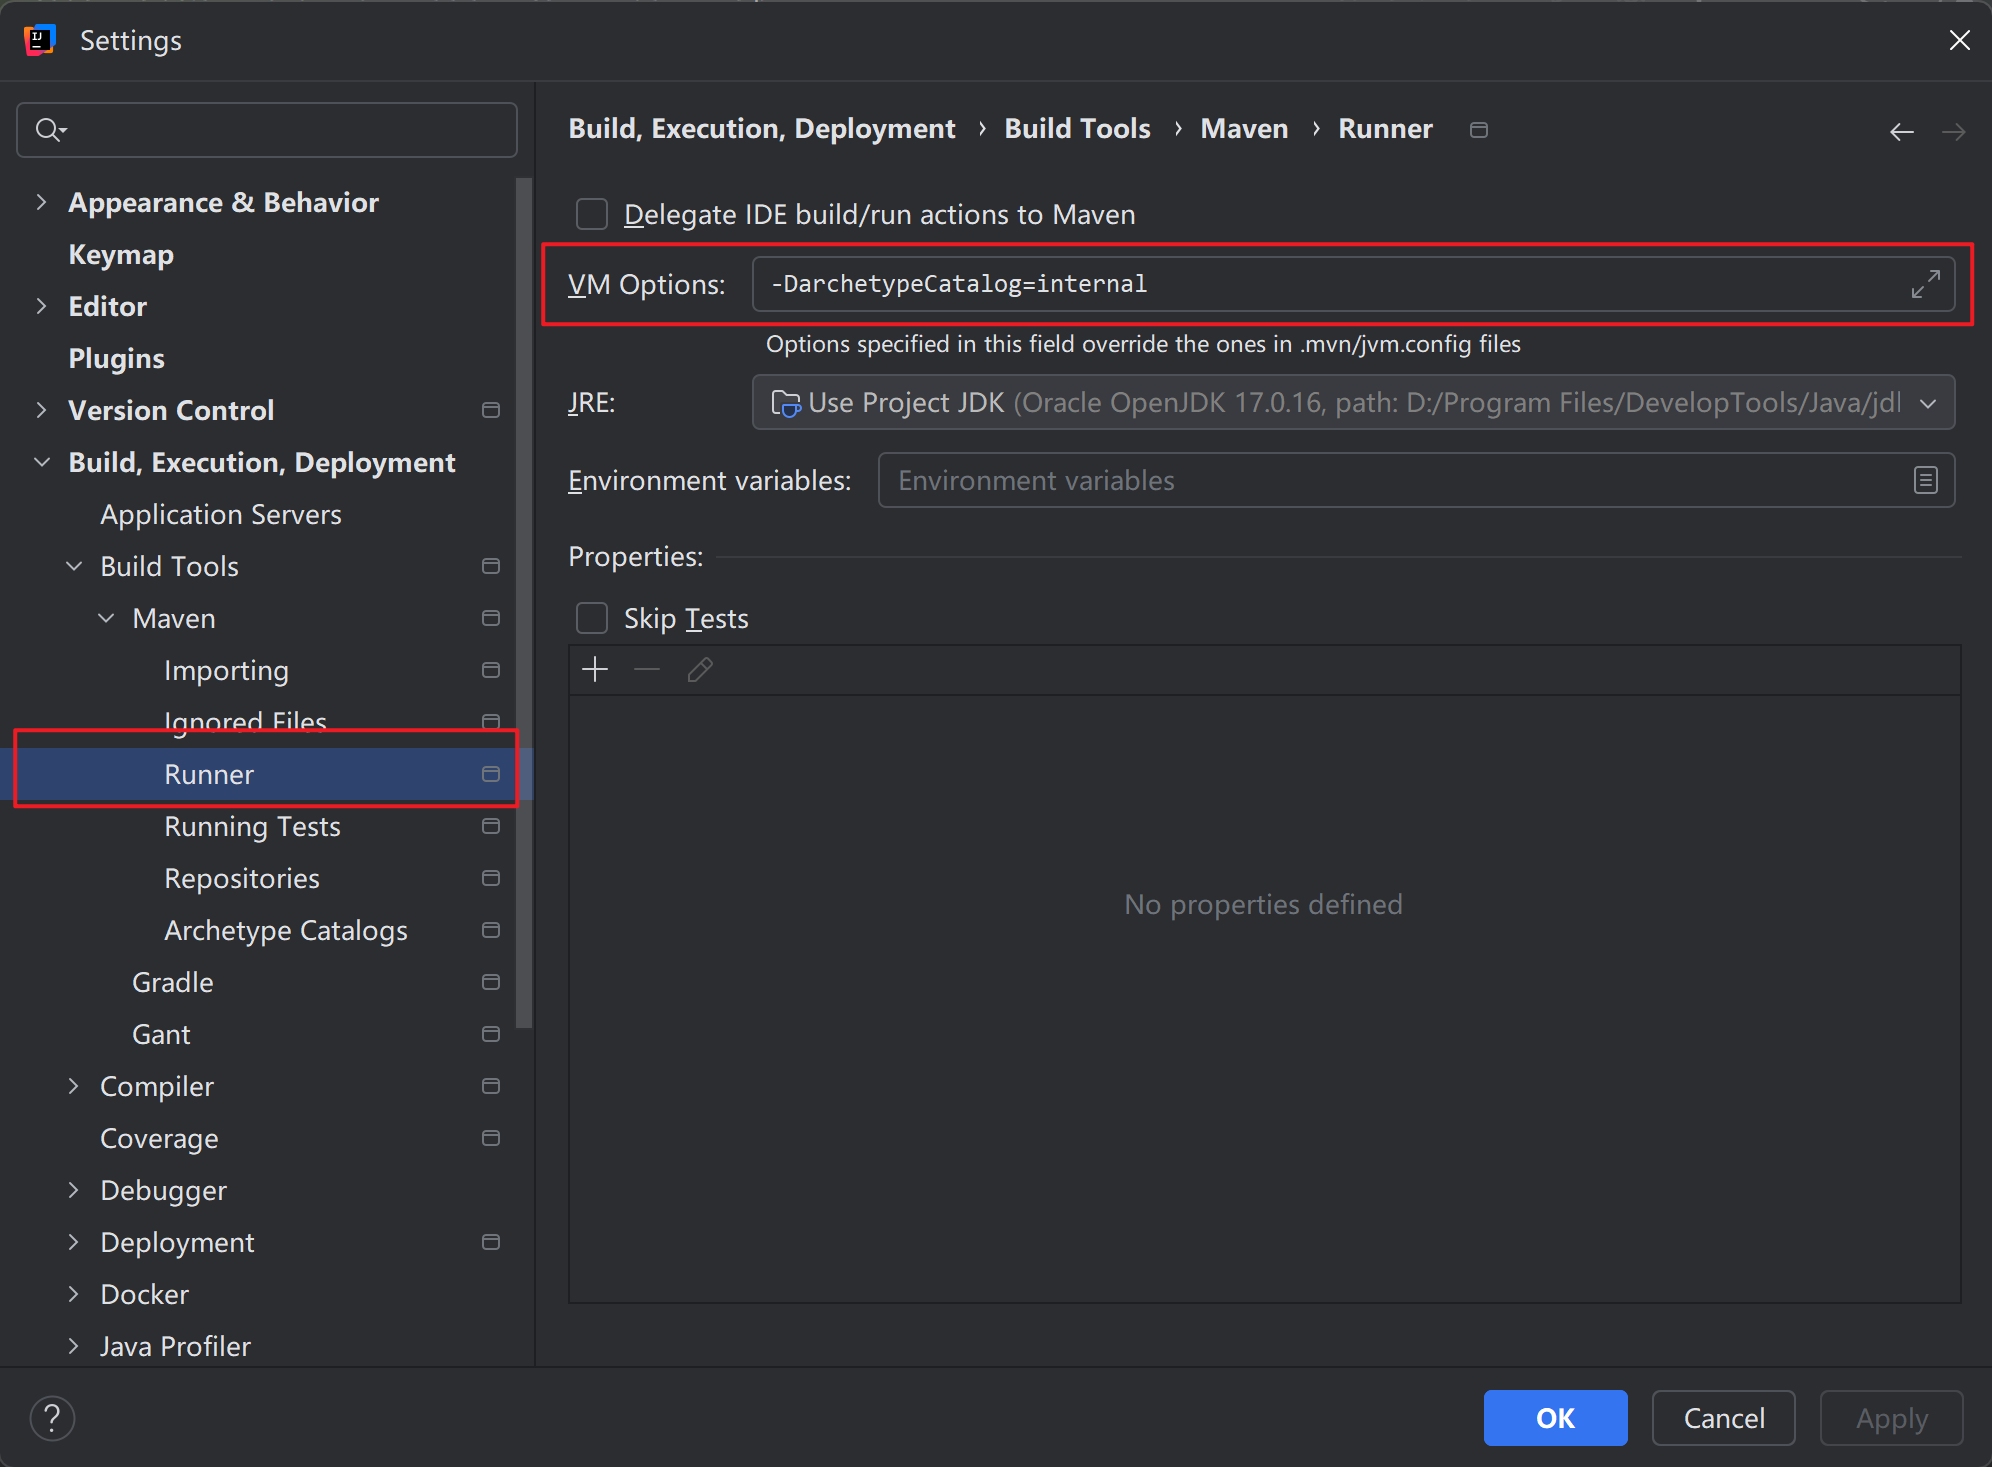 Settings
Build, Execution, Deployment › Build Tools › Maven › Runner
Appearance & Behavior
Keymap
Editor
Plugins
Version Control
Build, Execution, Deployment
Application Servers
Build Tools
Maven
Importing
Ignored Files
Runner
Running Tests
Repositories
Archetype Catalogs
Gradle
Gant
Compiler
Coverage
Debugger
Deployment
Docker
Java Profiler
Delegate IDE build/run actions to Maven
VM Options: -DarchetypeCatalog=internal
Options specified in this field override the ones in .mvn/jvm.config files
JRE: Use Project JDK (Oracle OpenJDK 17.0.16, path: D:/Program Files/DevelopTools/Java/jdl
Environment variables: Environment variables
Properties:
Skip Tests
No properties defined
?
OK Cancel Apply